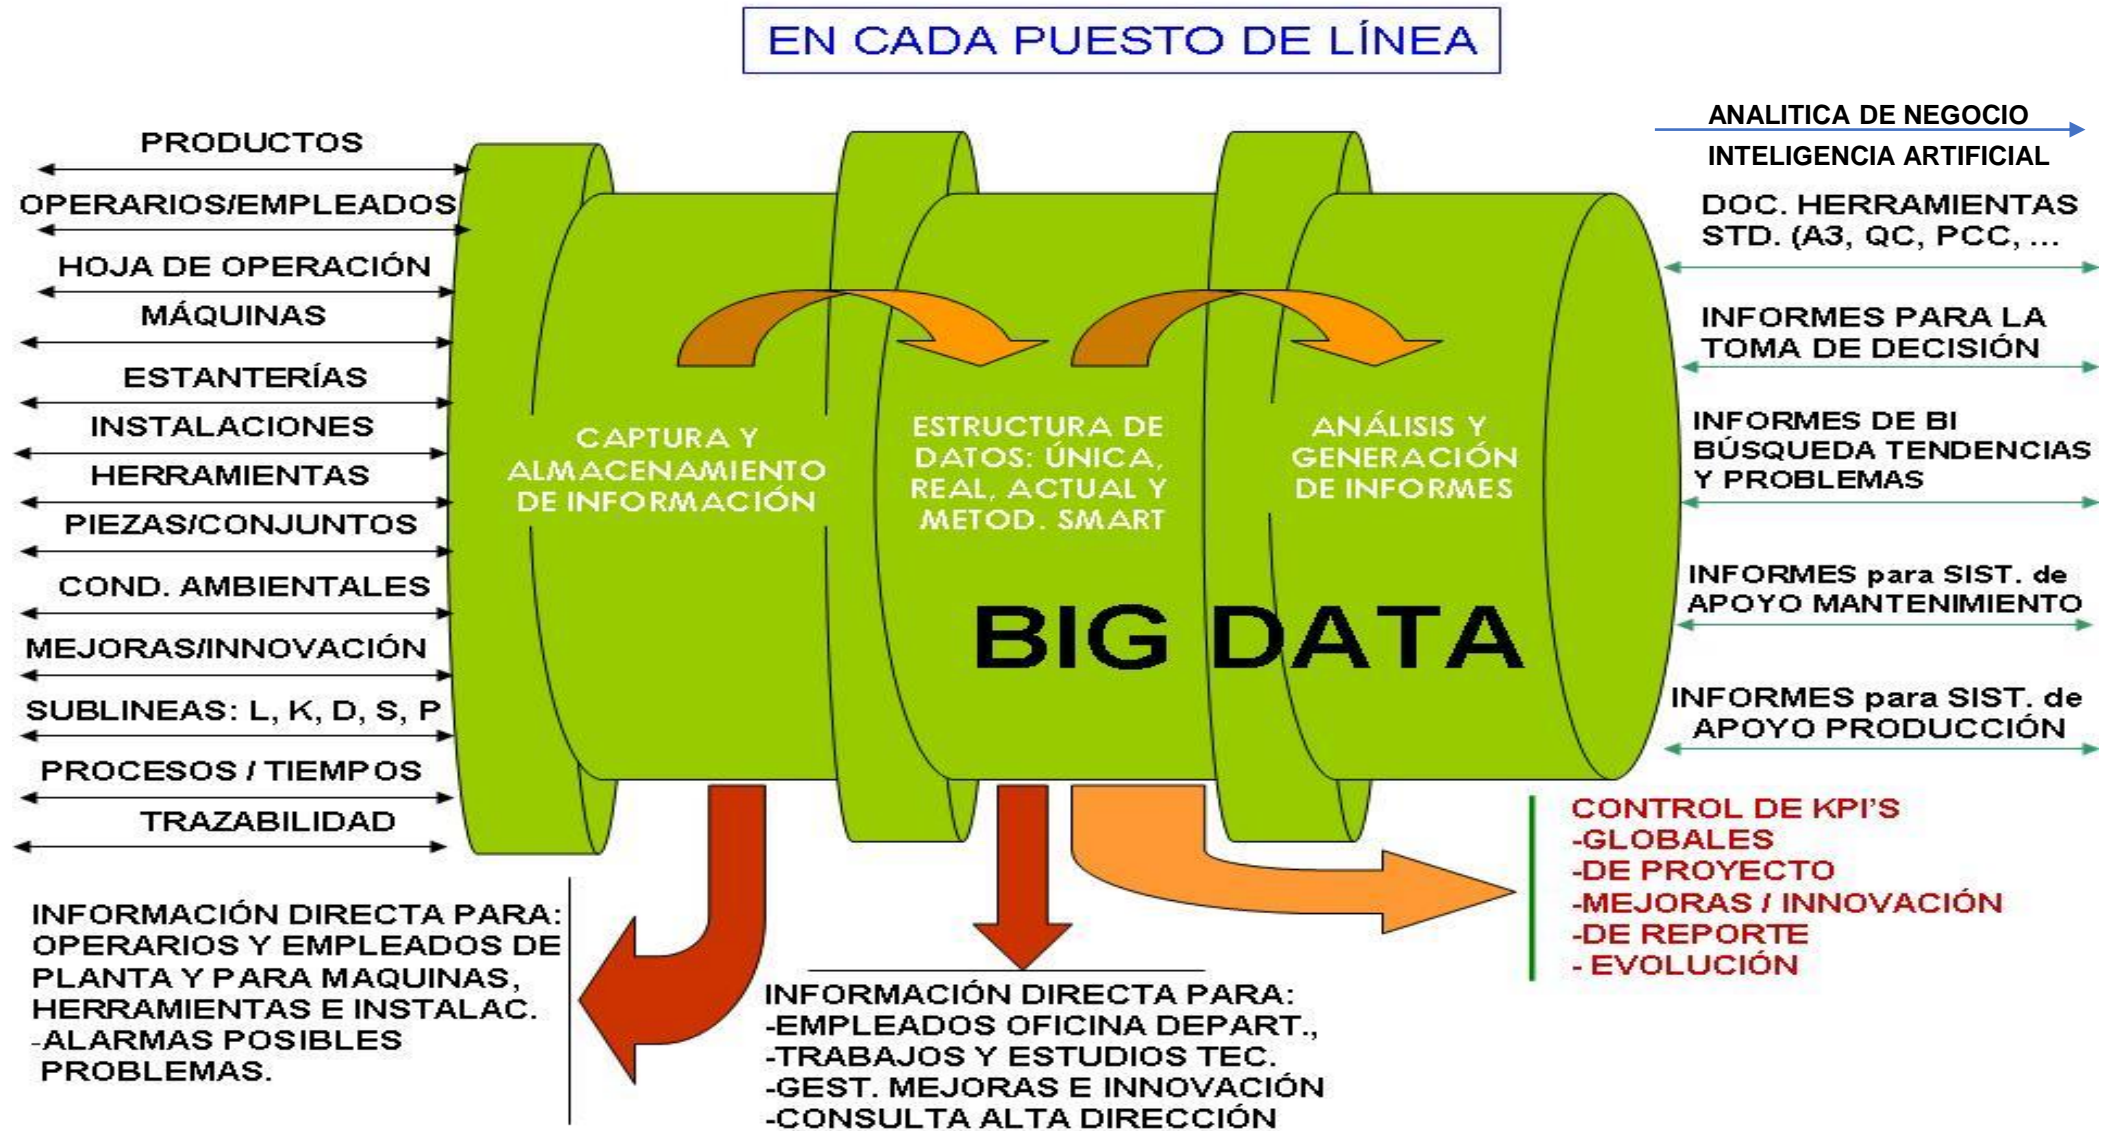 EN CADA PUESTO DE LÍNEA
PRODUCTOS
OPERARIOS/EMPLEADOS
HOJA DE OPERACIÓN
MÁQUINAS
ESTANTERÍAS
INSTALACIONES
HERRAMIENTAS
PIEZAS/CONJUNTOS
COND. AMBIENTALES
MEJORAS/INNOVACIÓN
SUBLINEAS: L, K, D, S, P
PROCESOS / TIEMPOS
TRAZABILIDAD
CAPTURA Y
ALMACENAMIENTO
DE INFORMACIÓN
ESTRUCTURA DE
DATOS: ÚNICA,
REAL, ACTUAL Y
METOD. SMART
ANÁLISIS Y
GENERACIÓN
DE INFORMES
BIG DATA
ANALITICA DE NEGOCIO
INTELIGENCIA ARTIFICIAL
DOC. HERRAMIENTAS
STD. (A3, QC, PCC, ...
INFORMES PARA LA
TOMA DE DECISIÓN
INFORMES DE BI
BÚSQUEDA TENDENCIAS
Y PROBLEMAS
INFORMES para SIST. de
APOYO MANTENIMIENTO
INFORMES para SIST. de
APOYO PRODUCCIÓN
INFORMACIÓN DIRECTA PARA:
OPERARIOS Y EMPLEADOS DE
PLANTA Y PARA MAQUINAS,
HERRAMIENTAS E INSTALAC.
-ALARMAS POSIBLES
PROBLEMAS.
INFORMACIÓN DIRECTA PARA:
-EMPLEADOS OFICINA DEPART.,
-TRABAJOS Y ESTUDIOS TEC.
-GEST. MEJORAS E INNOVACIÓN
-CONSULTA ALTA DIRECCIÓN
CONTROL DE KPI'S
-GLOBALES
-DE PROYECTO
-MEJORAS / INNOVACIÓN
-DE REPORTE
- EVOLUCIÓN